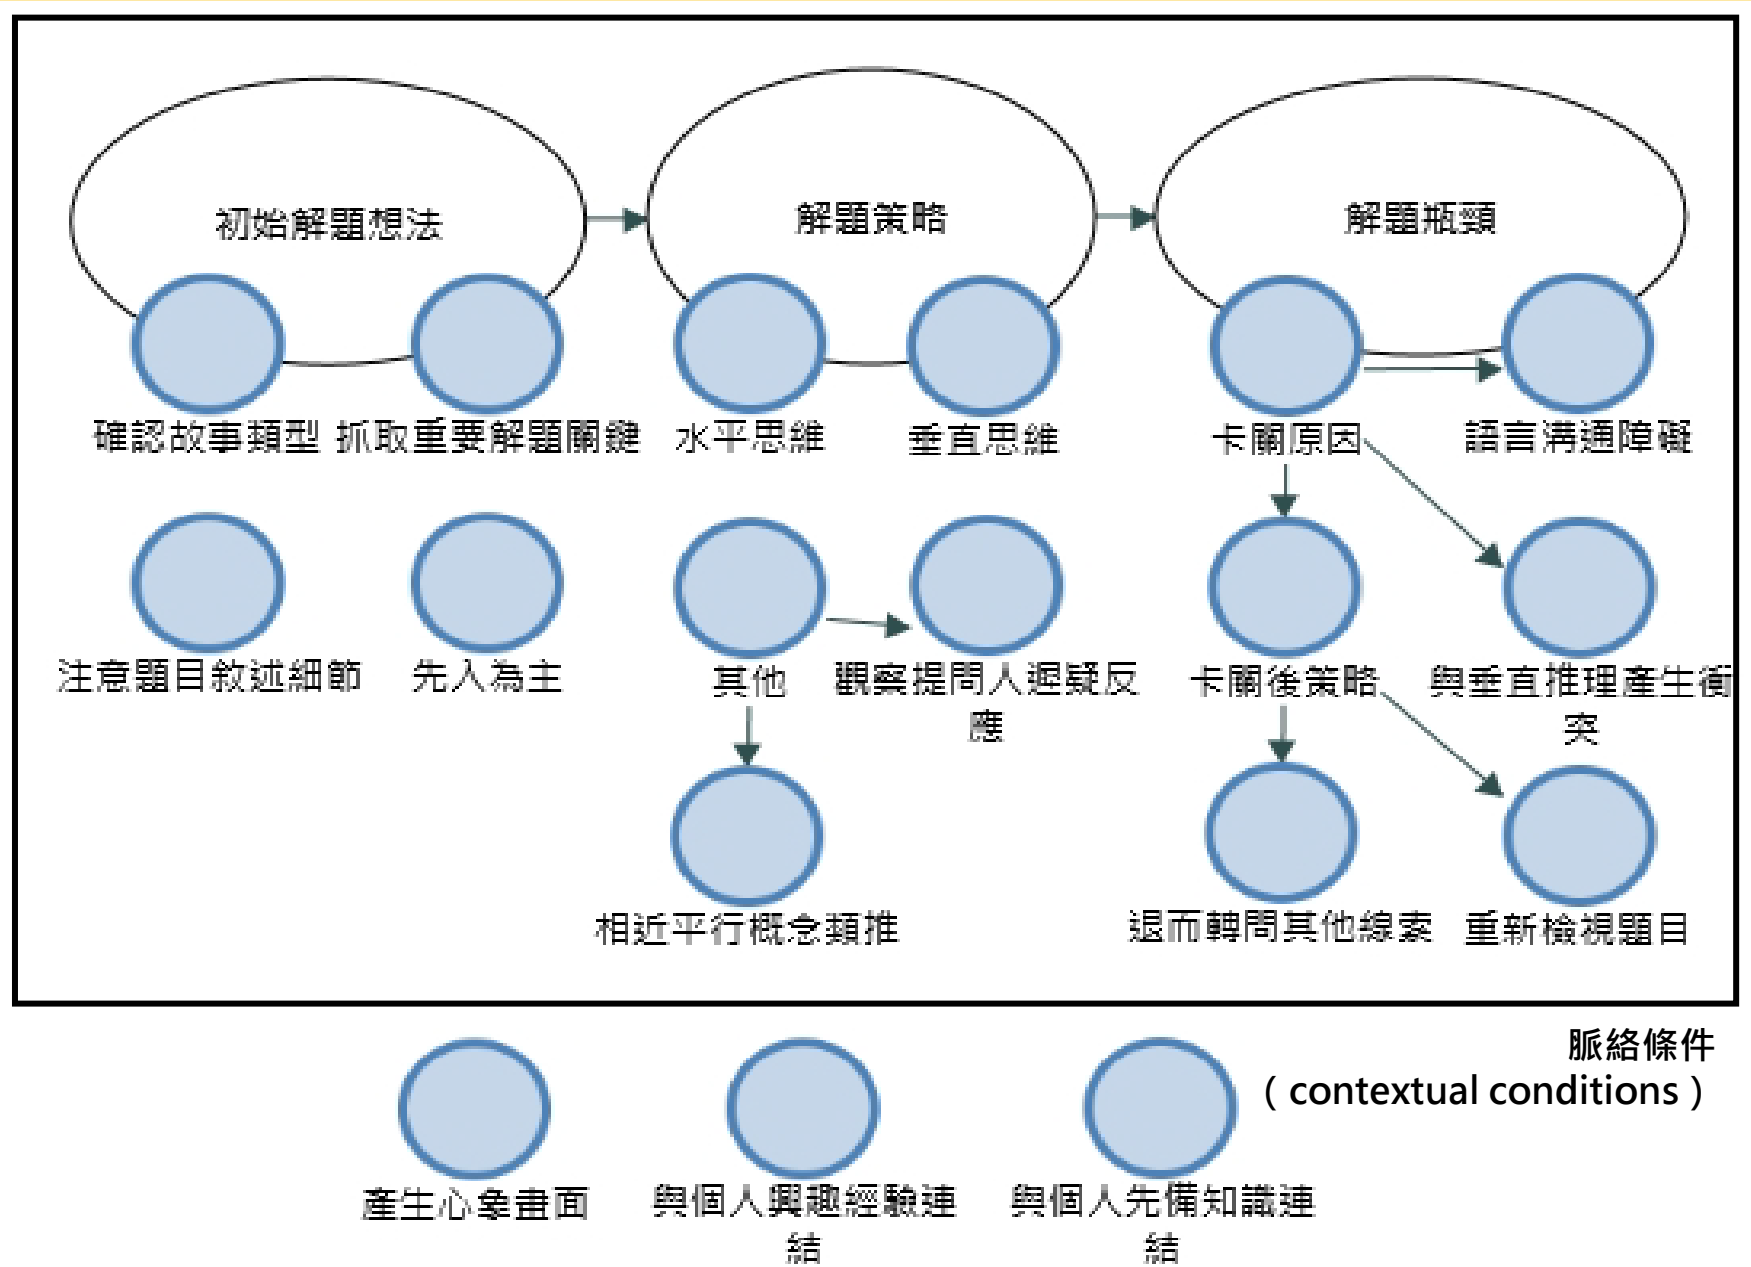 初始解題想法
解題策略
解題瓶頸
確認故事類型
抓取重要解題關鍵
水平思維
垂直思維
卡關原因
語言溝通障礙
注意題目敘述細節
先入為主
其他
觀察提問人遲疑反
應
卡關後策略
與垂直推理產生衝
突
相近平行概念類推
退而轉問其他線索
重新檢視題目
脈絡條件
（contextual conditions）
產生心象畫面
與個人興趣經驗連
結
與個人先備知識連
結